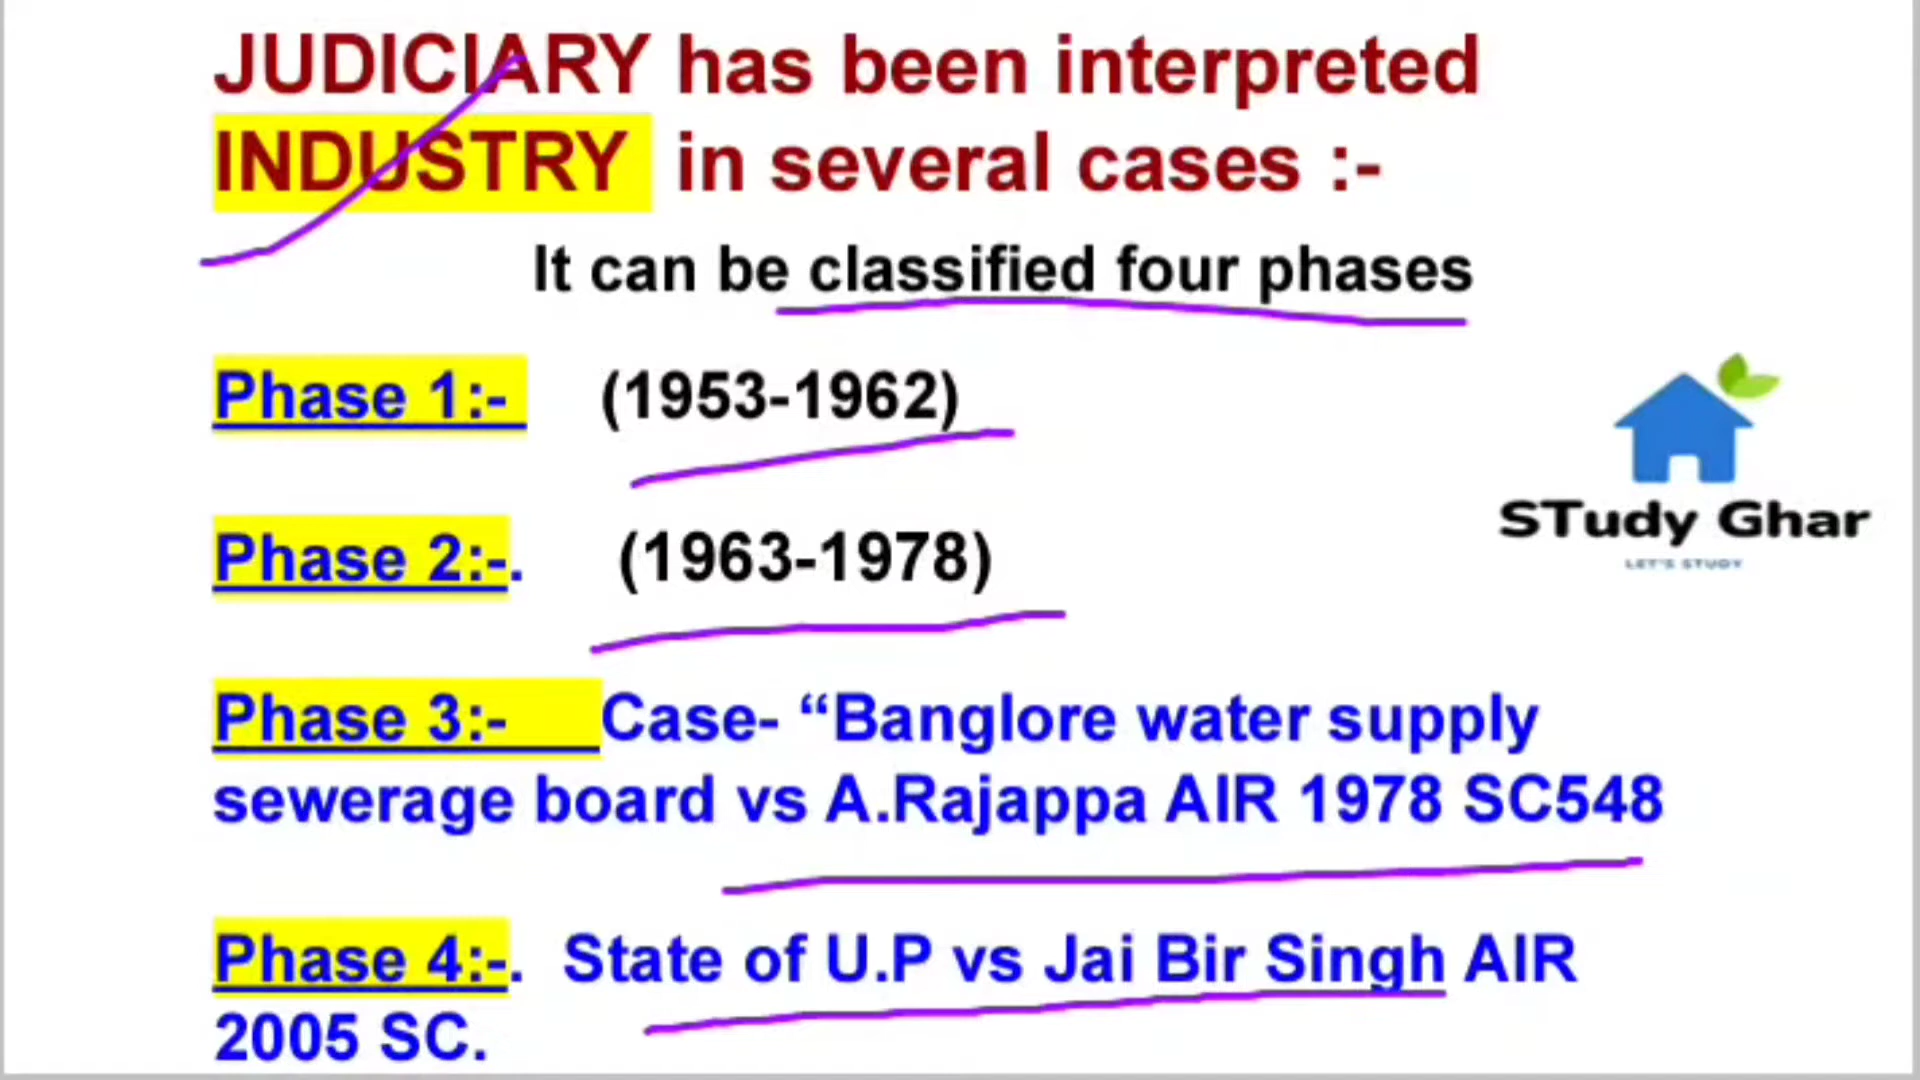 JUDICIARY has been interpreted
INDUSTRY in several cases :-
It can be classified four phases
Phase 1:- (1953-1962)
Phase 2:-. (1963-1978)
STudy Ghar
LET'S STUDY
Phase 3:- Case- “Banglore water supply
sewerage board vs A.Rajappa AIR 1978 SC548
Phase 4:-. State of U.P vs Jai Bir Singh AIR
2005 SC.